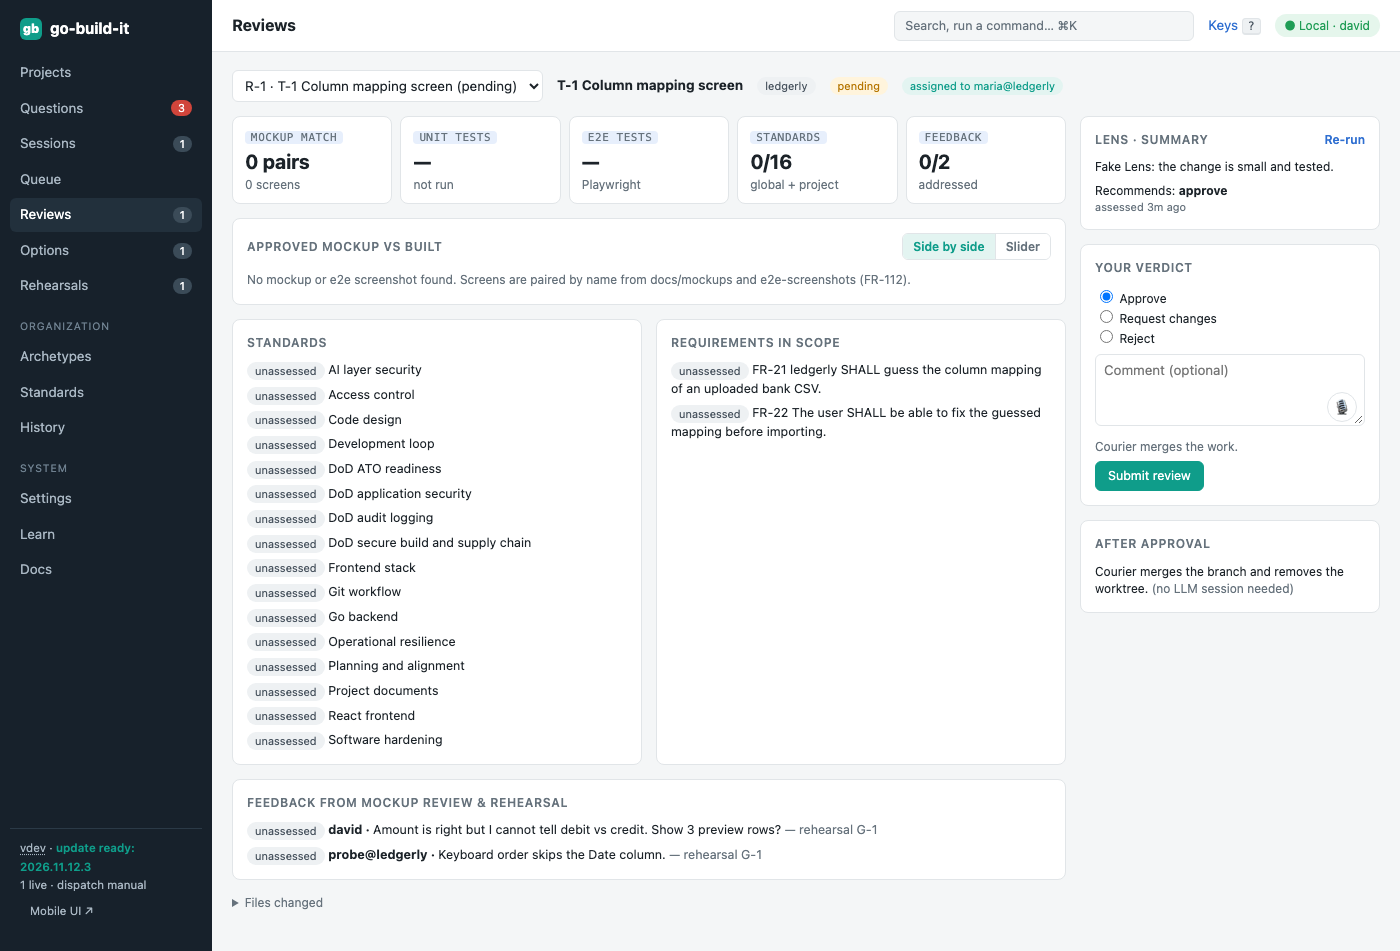 gb go-build-it
Projects
Questions 3
Sessions 1
Queue
Reviews 1
Options 1
Rehearsals 1
ORGANIZATION
Archetypes
Standards
History
SYSTEM
Settings
Learn
Docs
vdev · update ready:
2026.11.12.3
1 live · dispatch manual
Mobile UI ↗
Reviews
Search, run a command... ⌘K
Keys ?
Local · david
R-1 · T-1 Column mapping screen (pending)
T-1 Column mapping screen ledgerly pending assigned to maria@ledgerly
MOCKUP MATCH
0 pairs
0 screens
UNIT TESTS
—
not run
E2E TESTS
—
Playwright
STANDARDS
0/16
global + project
FEEDBACK
0/2
addressed
APPROVED MOCKUP VS BUILT
Side by side Slider
No mockup or e2e screenshot found. Screens are paired by name from docs/mockups and e2e-screenshots (FR-112).
STANDARDS
unassessed AI layer security
unassessed Access control
unassessed Code design
unassessed Development loop
unassessed DoD ATO readiness
unassessed DoD application security
unassessed DoD audit logging
unassessed DoD secure build and supply chain
unassessed Frontend stack
unassessed Git workflow
unassessed Go backend
unassessed Operational resilience
unassessed Planning and alignment
unassessed Project documents
unassessed React frontend
unassessed Software hardening
REQUIREMENTS IN SCOPE
unassessed FR-21 ledgerly SHALL guess the column mapping
of an uploaded bank CSV.
unassessed FR-22 The user SHALL be able to fix the guessed
mapping before importing.
FEEDBACK FROM MOCKUP REVIEW & REHEARSAL
unassessed david · Amount is right but I cannot tell debit vs credit. Show 3 preview rows? — rehearsal G-1
unassessed probe@ledgerly · Keyboard order skips the Date column. — rehearsal G-1
Files changed
LENS · SUMMARY Re-run
Fake Lens: the change is small and tested.
Recommends: approve
assessed 3m ago
YOUR VERDICT
Approve
Request changes
Reject
Comment (optional)
Courier merges the work.
Submit review
AFTER APPROVAL
Courier merges the branch and removes the
worktree. (no LLM session needed)